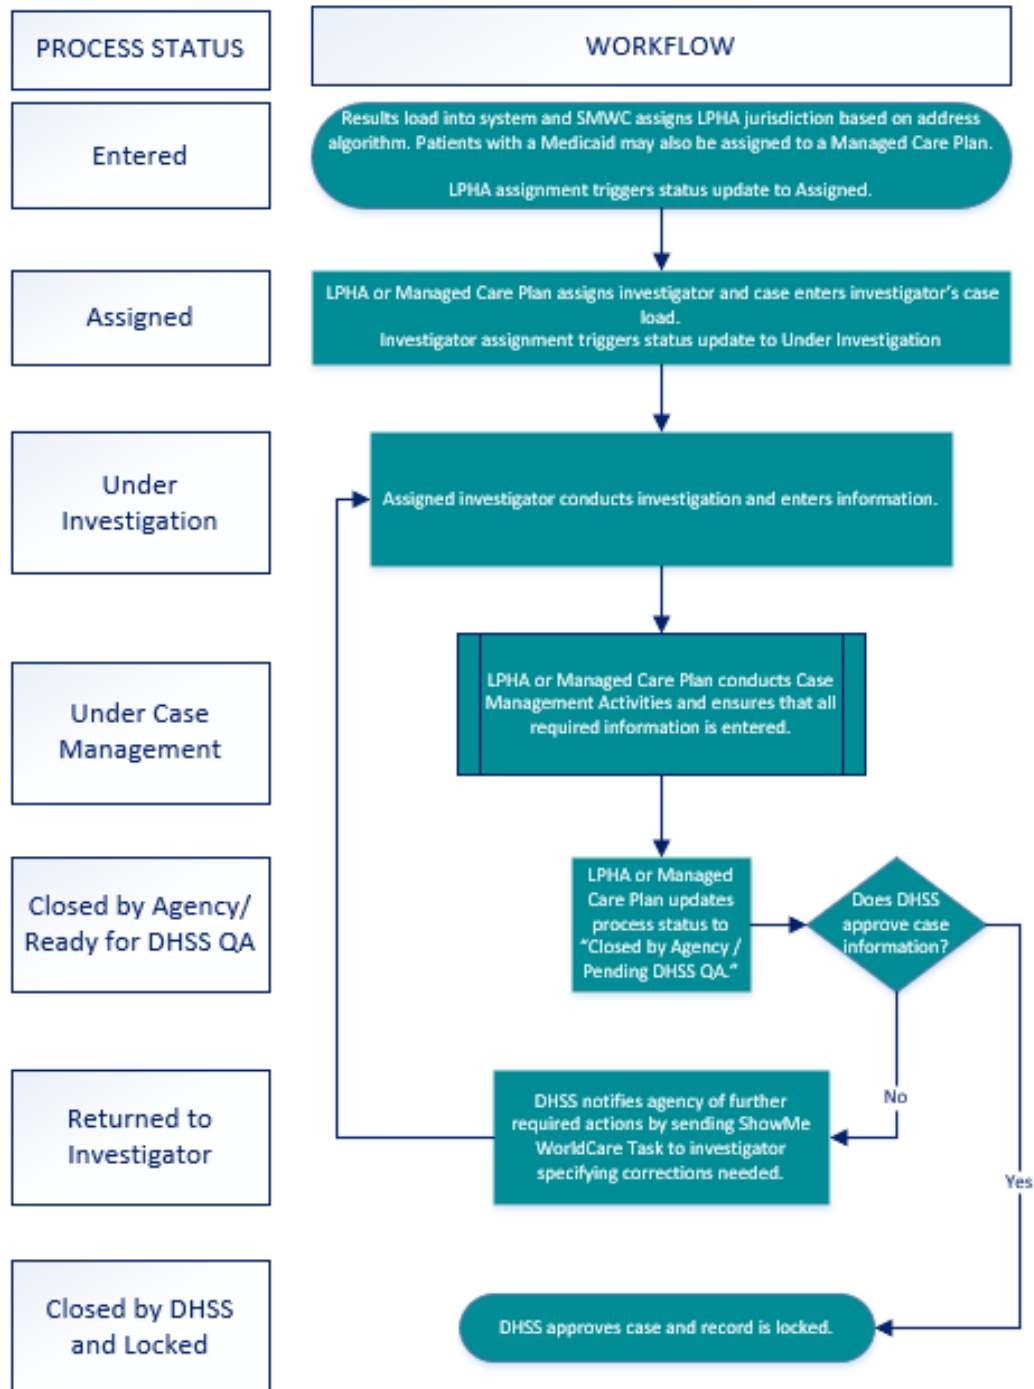 PROCESS STATUS
WORKFLOW
Entered
Results load into system and SMWC assigns LPHA jurisdiction based on address
algorithm. Patients with a Medicaid may also be assigned to a Managed Care Plan.
LPHA assignment triggers status update to Assigned.
Assigned
LPHA or Managed Care Plan assigns investigator and case enters investigator's case
load.
Investigator assignment triggers status update to Under Investigation
Under
Investigation
Assigned investigator conducts investigation and enters information.
Under Case
Management
LPHA or Managed Care Plan conducts Case
Management Activities and ensures that all
required information is entered.
Closed by Agency/
Ready for DHSS QA
LPHA or Managed
Care Plan updates
process status to
"Closed by Agency /
Pending DHSS QA."
Does DHSS
approve case
information?
No
Yes
Returned to
Investigator
DHSS notifies agency of further
required actions by sending ShowMe
WorldCare Task to investigator
specifying corrections needed.
Closed by DHSS
and Locked
DHSS approves case and record is locked.